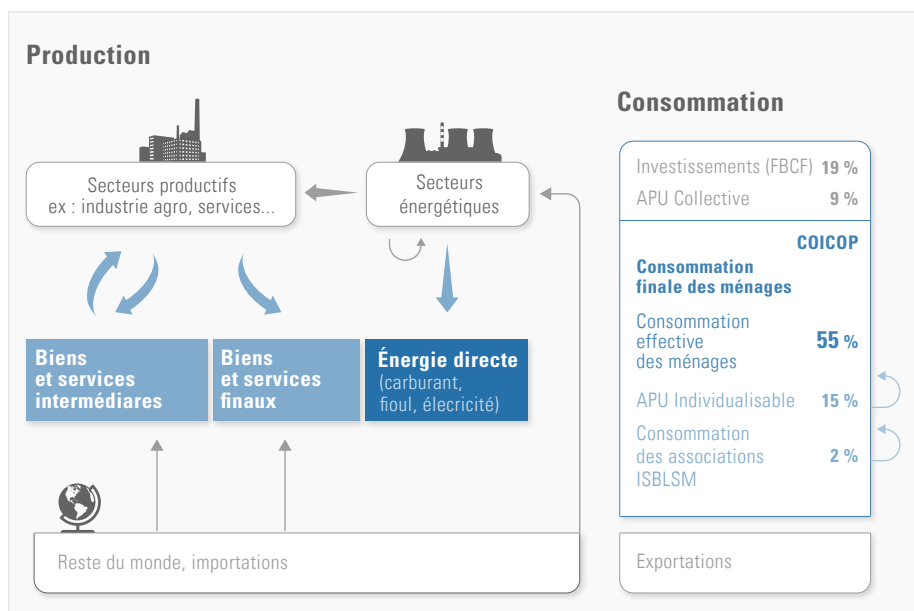 Production
Secteurs productifs
ex : industrie agro, services...
Secteurs
énergétiques
Biens
et services
intermédiares
Biens
et services
finaux
Énergie directe
(carburant,
fioul, élecricité)
Reste du monde, importations
Consommation
Investissements (FBCF) 19 %
APU Collective 9 %
COICOP
Consommation
finale des ménages
Consommation
effective
des ménages
55 %
APU Individualisable 15 %
Consommation
des associations
ISBLSM
2 %
Exportations